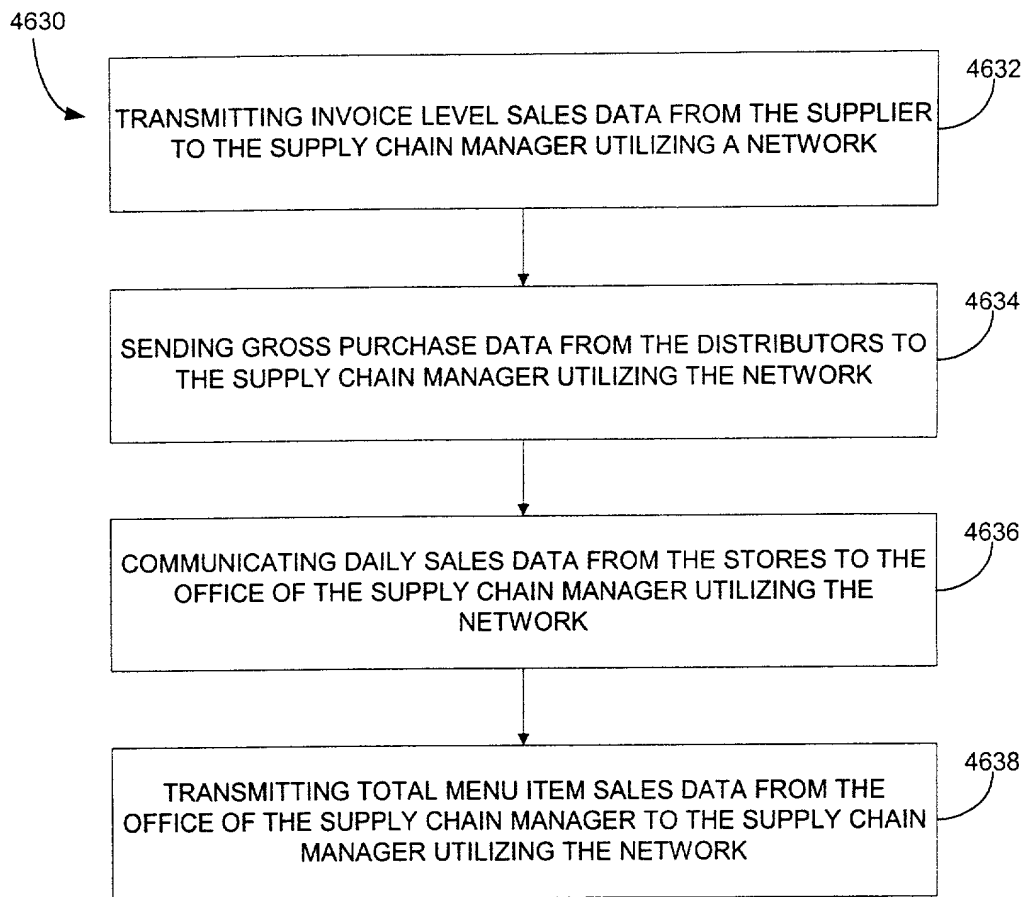 4630
4632
TRANSMITTING INVOICE LEVEL SALES DATA FROM THE SUPPLIER
TO THE SUPPLY CHAIN MANAGER UTILIZING A NETWORK
4634
SENDING GROSS PURCHASE DATA FROM THE DISTRIBUTORS TO
THE SUPPLY CHAIN MANAGER UTILIZING THE NETWORK
4636
COMMUNICATING DAILY SALES DATA FROM THE STORES TO THE
OFFICE OF THE SUPPLY CHAIN MANAGER UTILIZING THE
NETWORK
4638
TRANSMITTING TOTAL MENU ITEM SALES DATA FROM THE
OFFICE OF THE SUPPLY CHAIN MANAGER TO THE SUPPLY CHAIN
MANAGER UTILIZING THE NETWORK